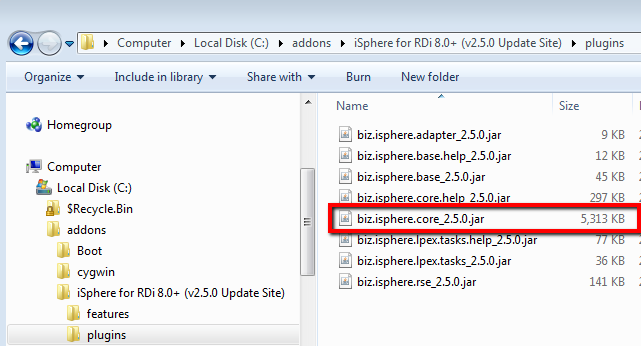 Computer ▸ Local Disk (C:) ▸ addons ▸ iSphere for RDi 8.0+ (v2.5.0 Update Site) ▸ plugins
Organize Include in library Share with Burn New folder
Homegroup
Computer
Local Disk (C:)
$Recycle.Bin
addons
Boot
cygwin
iSphere for RDi 8.0+ (v2.5.0 Update Site)
features
plugins
Name Size
biz.isphere.adapter_2.5.0.jar 9 KB
biz.isphere.base.help_2.5.0.jar 12 KB
biz.isphere.base_2.5.0.jar 45 KB
biz.isphere.core.help_2.5.0.jar 297 KB
biz.isphere.core_2.5.0.jar 5,313 KB
biz.isphere.lpex.tasks.help_2.5.0.jar 77 KB
biz.isphere.lpex.tasks_2.5.0.jar 36 KB
biz.isphere.rse_2.5.0.jar 141 KB